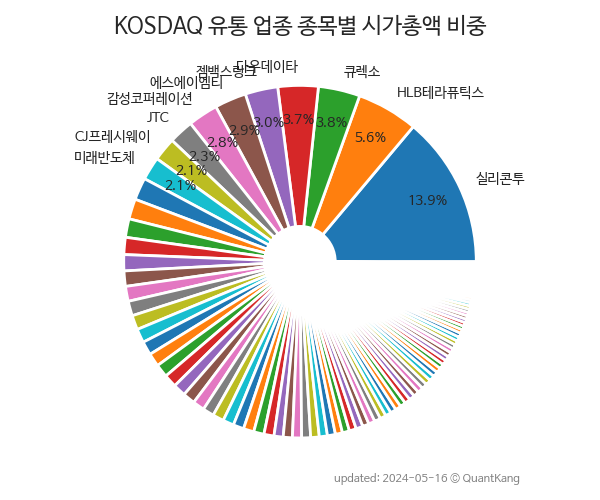 KOSDAQ 유통 업종 종목별 시가총액 비중
실리콘투
13.9%
HLB테라퓨틱스
5.6%
큐렉소
3.8%
다우데이타
3.7%
젬백스링크
3.0%
에스에이엠티
2.9%
감성코퍼레이션
2.8%
JTC
2.3%
CJ프레시웨이
2.1%
미래반도체
2.1%
updated: 2024-05-16 © QuantKang